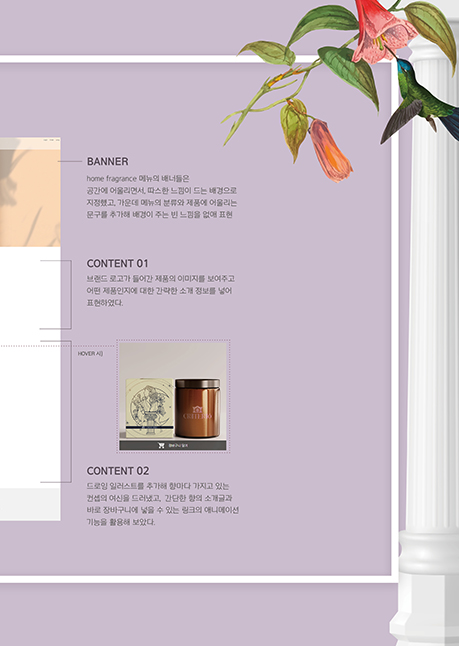 BANNER
home fragrance 메뉴의 배너들은
공간에 어울리면서, 따스한 느낌이 드는 배경으로
지정했고, 가운데 메뉴의 분류와 제품에 어울리는
문구를 추가해 배경이 주는 빈 느낌을 없애 표현
CONTENT 01
브랜드 로고가 들어간 제품의 이미지를 보여주고
어떤 제품인지에 대한 간략한 소개 정보를 넣어
표현하였다.
HOVER 시
장바구니 담기
CONTENT 02
드로잉 일러스트를 추가해 향마다 가지고 있는
컨셉의 여신을 드러냈고, 간단한 향의 소개글과
바로 장바구니에 넣을 수 있는 링크의 애니메이션
기능을 활용해 보았다.